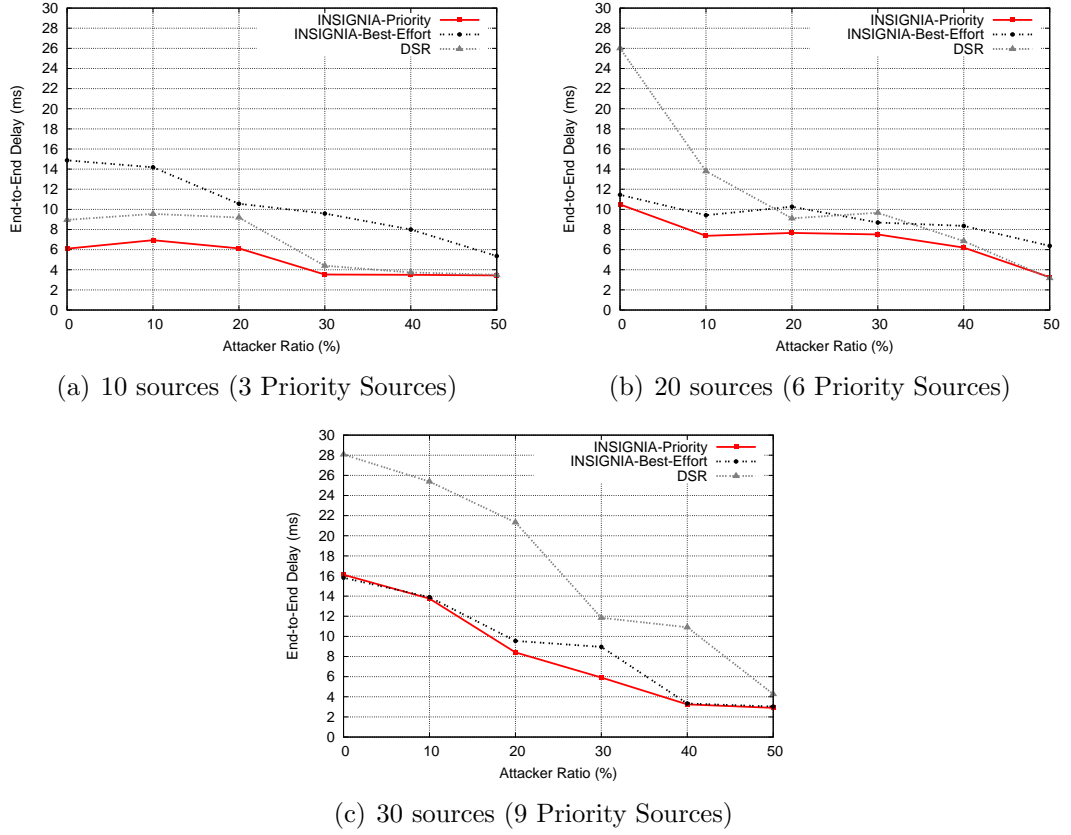 30
28
26
24
22
20
18
16
14
12
10
8
6
4
2
0
End-to-End Delay (ms)
INSIGNIA-Priority
INSIGNIA-Best-Effort
DSR
0 10 20 30 40 50
Attacker Ratio (%)
(a) 10 sources (3 Priority Sources)
30
28
26
24
22
20
18
16
14
12
10
8
6
4
2
0
End-to-End Delay (ms)
INSIGNIA-Priority
INSIGNIA-Best-Effort
DSR
0 10 20 30 40 50
Attacker Ratio (%)
(b) 20 sources (6 Priority Sources)
30
28
26
24
22
20
18
16
14
12
10
8
6
4
2
0
End-to-End Delay (ms)
INSIGNIA-Priority
INSIGNIA-Best-Effort
DSR
0 10 20 30 40 50
Attacker Ratio (%)
(c) 30 sources (9 Priority Sources)